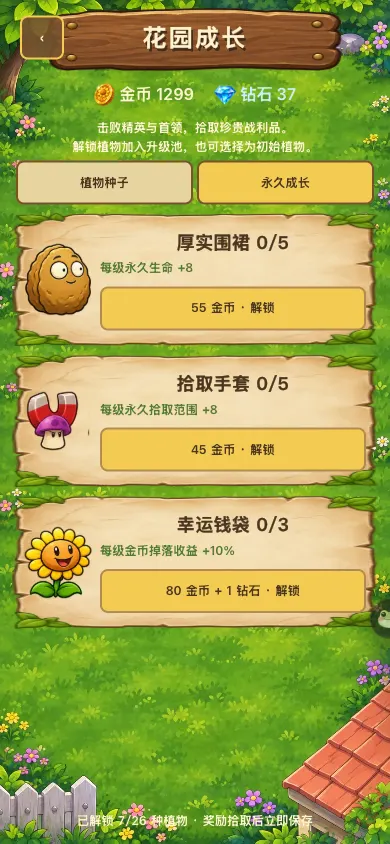 ‹
花园成长
金币 1299 钻石 37
击败精英与首领，拾取珍贵战利品。
解锁植物加入升级池，也可选择为初始植物。
植物种子 永久成长
厚实围裙 0/5
每级永久生命 +8
55 金币 · 解锁
拾取手套 0/5
每级永久拾取范围 +8
45 金币 · 解锁
幸运钱袋 0/3
每级金币掉落收益 +10%
80 金币 + 1 钻石 · 解锁
已解锁 7/26 种植物 · 奖励拾取后立即保存